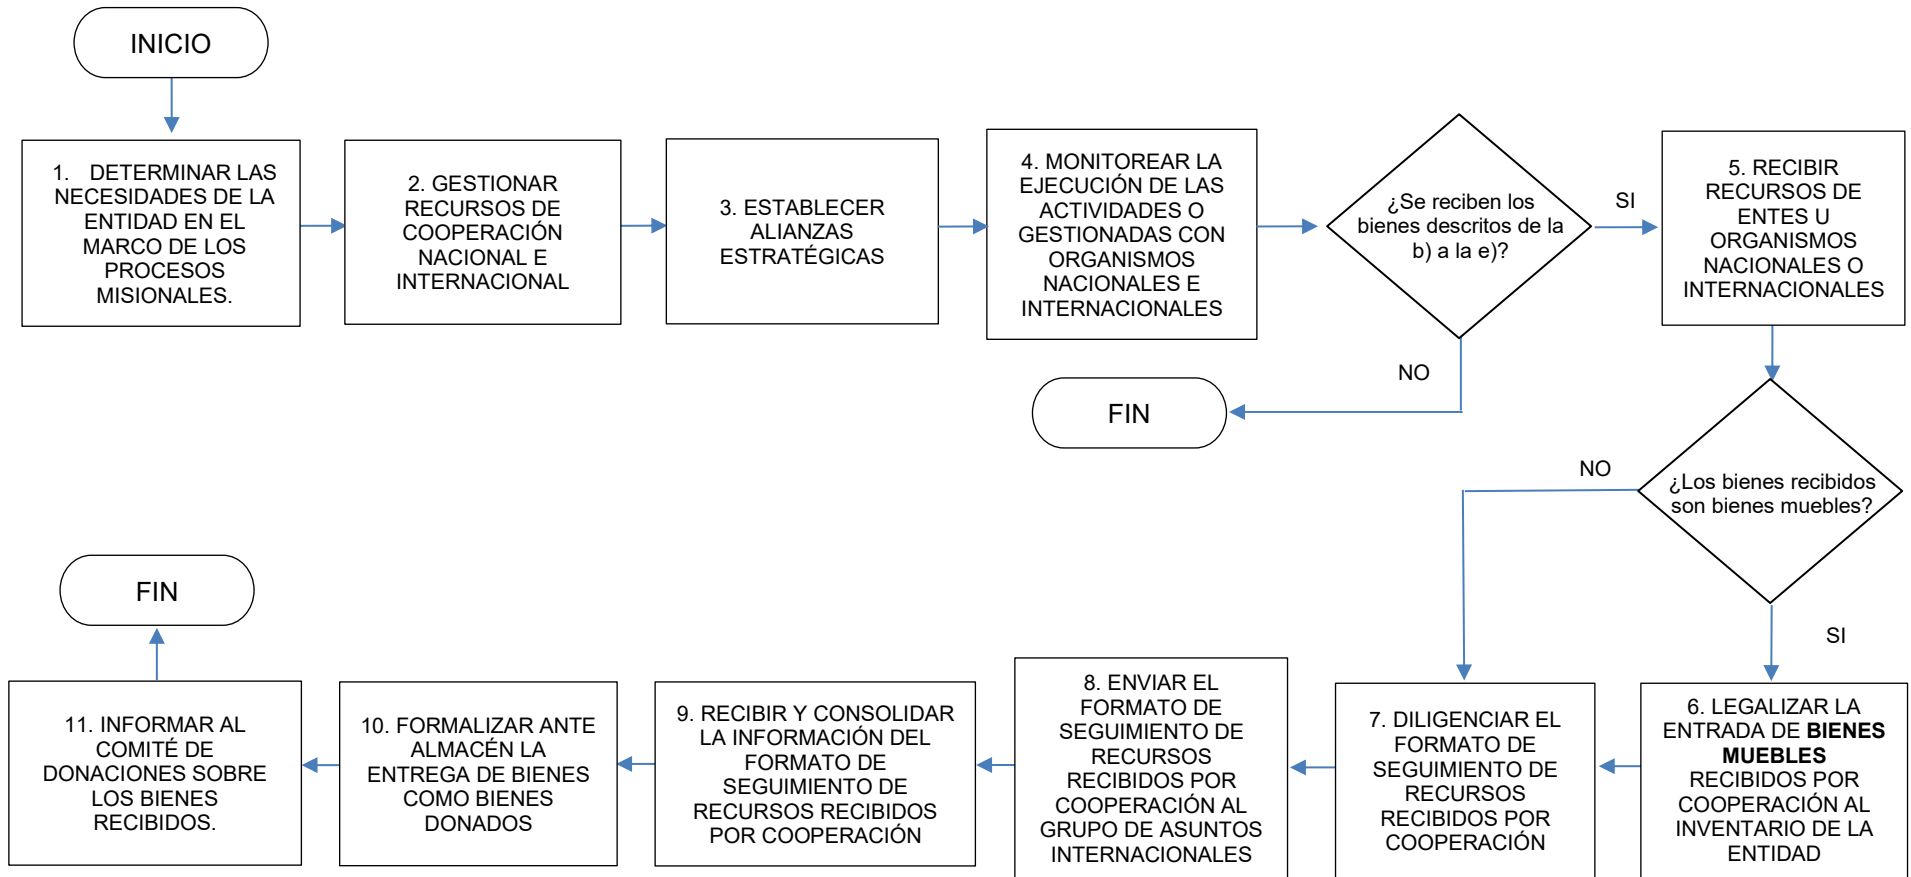 INICIO
1. DETERMINAR LAS
NECESIDADES DE LA
ENTIDAD EN EL
MARCO DE LOS
PROCESOS
MISIONALES.
2. GESTIONAR
RECURSOS DE
COOPERACIÓN
NACIONAL E
INTERNACIONAL
3. ESTABLECER
ALIANZAS
ESTRATÉGICAS
4. MONITOREAR LA
EJECUCIÓN DE LAS
ACTIVIDADES O
GESTIONADAS CON
ORGANISMOS
NACIONALES E
INTERNACIONALES
¿Se reciben los
bienes descritos de la
b) a la e)?
SI
5. RECIBIR
RECURSOS DE
ENTES U
ORGANISMOS
NACIONALES O
INTERNACIONALES
NO
FIN
¿Los bienes recibidos
son bienes muebles?
NO
SI
6. LEGALIZAR LA
ENTRADA DE BIENES
MUEBLES
RECIBIDOS POR
COOPERACIÓN AL
INVENTARIO DE LA
ENTIDAD
7. DILIGENCIAR EL
FORMATO DE
SEGUIMIENTO DE
RECURSOS
RECIBIDOS POR
COOPERACIÓN
8. ENVIAR EL
FORMATO DE
SEGUIMIENTO DE
RECURSOS
RECIBIDOS POR
COOPERACIÓN AL
GRUPO DE ASUNTOS
INTERNACIONALES
9. RECIBIR Y CONSOLIDAR
LA INFORMACIÓN DEL
FORMATO DE
SEGUIMIENTO DE
RECURSOS RECIBIDOS
POR COOPERACIÓN
10. FORMALIZAR ANTE
ALMACÉN LA
ENTREGA DE BIENES
COMO BIENES
DONADOS
11. INFORMAR AL
COMITÉ DE
DONACIONES SOBRE
LOS BIENES
RECIBIDOS.
FIN